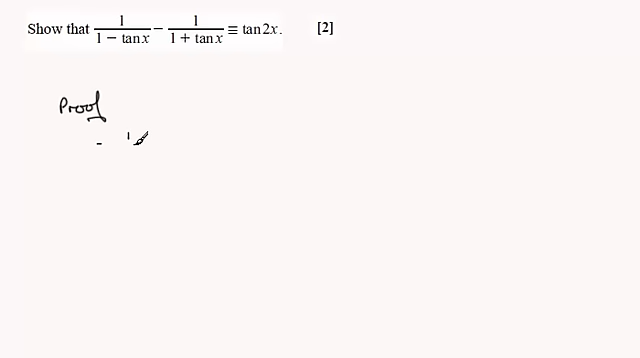 Show that 1/(1 − tan x) − 1/(1 + tan x) ≡ tan 2x. [2]
Proof
-